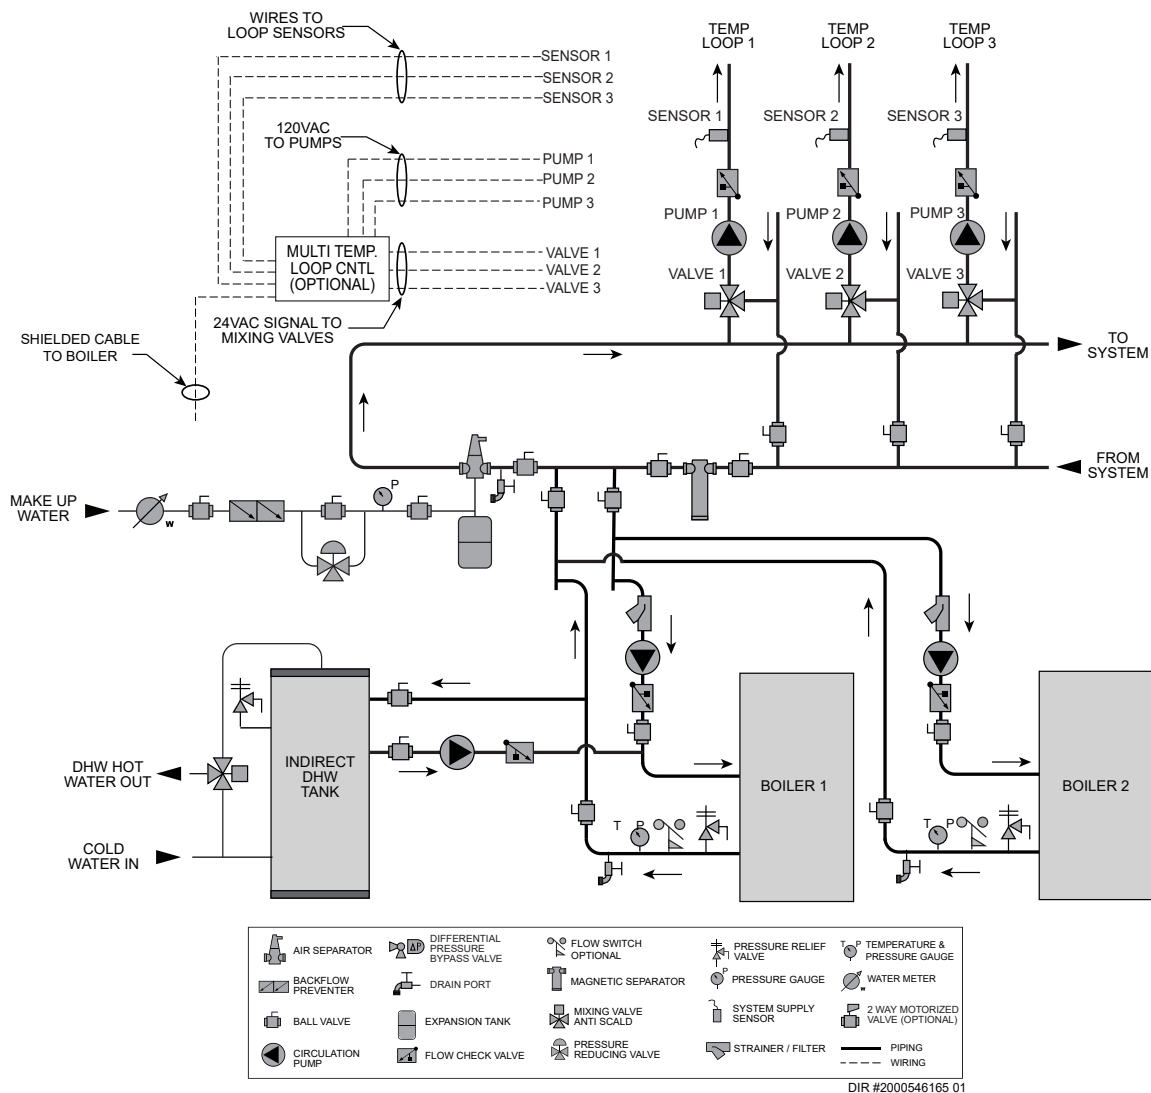 WIRES TO
LOOP SENSORS
SENSOR 1
SENSOR 2
SENSOR 3
120VAC
TO PUMPS
PUMP 1
PUMP 2
PUMP 3
MULTI TEMP.
LOOP CNTL
(OPTIONAL)
VALVE 1
VALVE 2
VALVE 3
24VAC SIGNAL TO
MIXING VALVES
SHIELDED CABLE
TO BOILER
TEMP
LOOP 1
TEMP
LOOP 2
TEMP
LOOP 3
SENSOR 1
SENSOR 2
SENSOR 3
PUMP 1
PUMP 2
PUMP 3
VALVE 1
VALVE 2
VALVE 3
TO
SYSTEM
FROM
SYSTEM
MAKE UP
WATER
W
P
INDIRECT
DHW
TANK
DHW HOT
WATER OUT
COLD
WATER IN
BOILER 1
T P
BOILER 2
T P
AIR SEPARATOR
BACKFLOW
PREVENTER
BALL VALVE
CIRCULATION
PUMP
ΔP
DIFFERENTIAL
PRESSURE
BYPASS VALVE
DRAIN PORT
EXPANSION TANK
FLOW CHECK VALVE
FLOW SWITCH
OPTIONAL
MAGNETIC SEPARATOR
MIXING VALVE
ANTI SCALD
PRESSURE
REDUCING VALVE
PRESSURE RELIEF
VALVE
P
PRESSURE GAUGE
SYSTEM SUPPLY
SENSOR
STRAINER / FILTER
T P
TEMPERATURE &
PRESSURE GAUGE
W
WATER METER
2 WAY MOTORIZED
VALVE (OPTIONAL)
PIPING
WIRING
DIR #2000546165 01